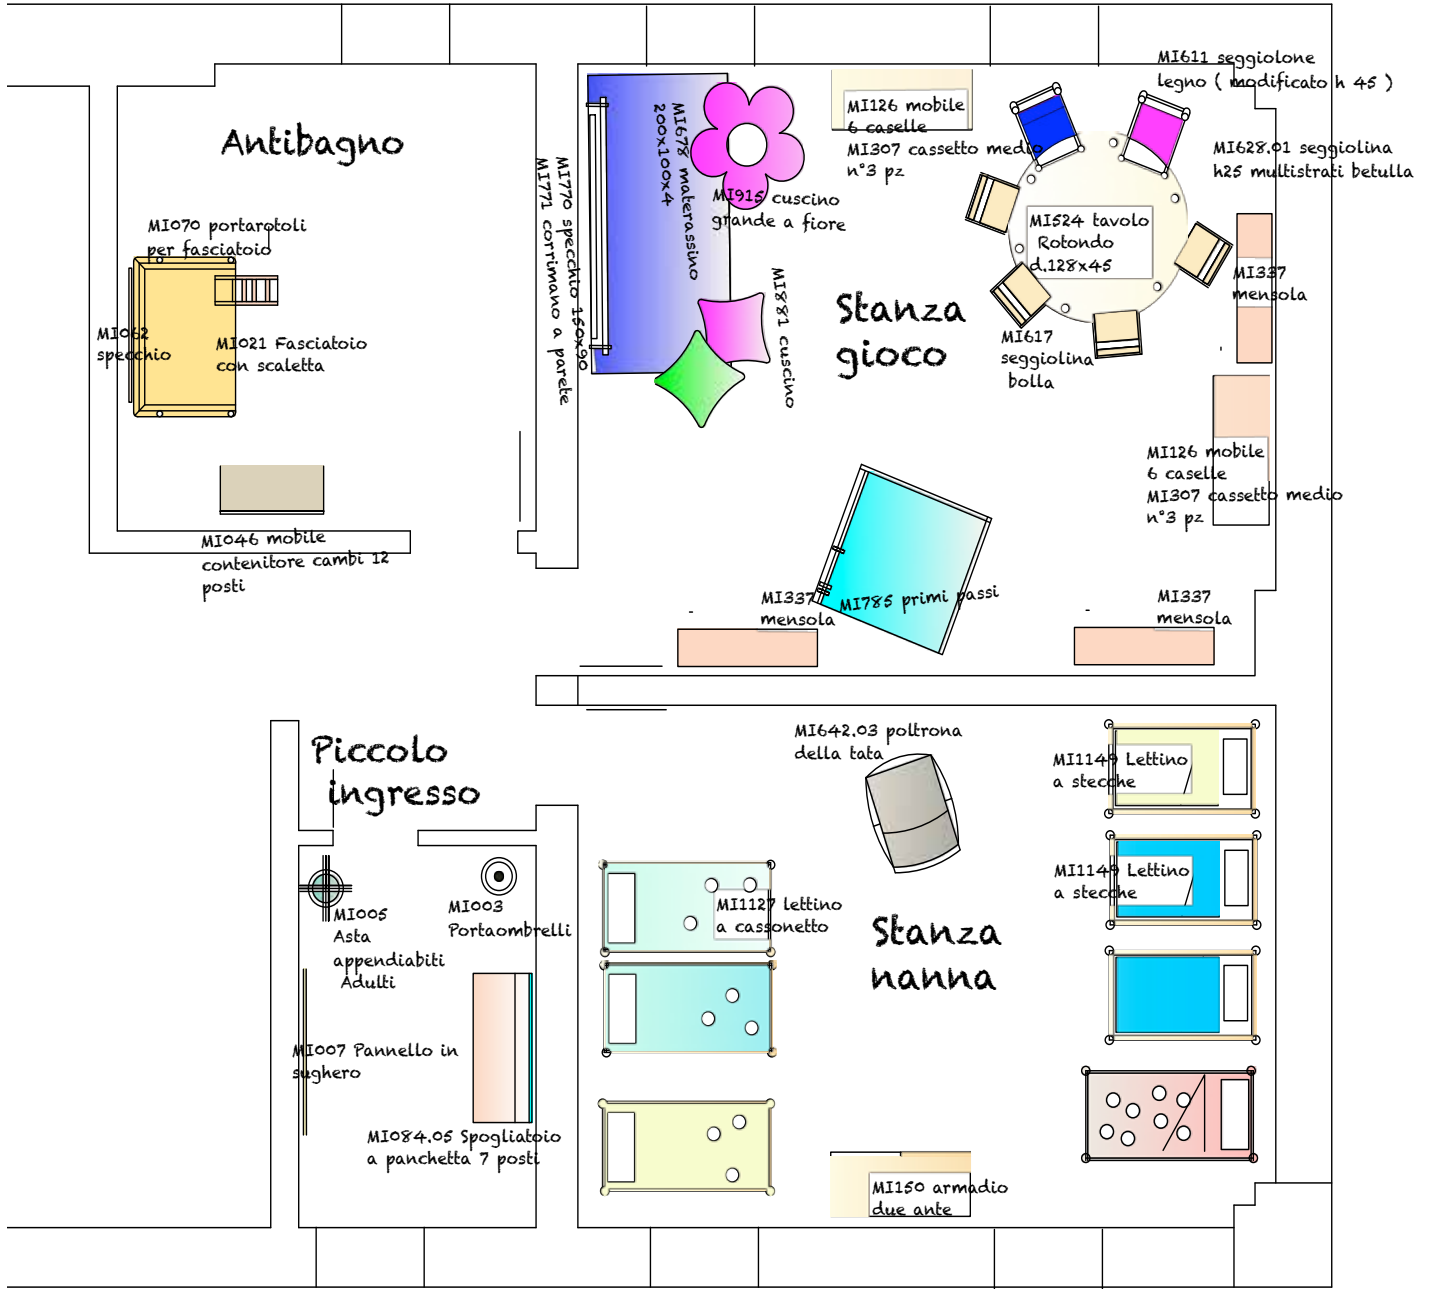 MI611 seggiolone
legno ( modificato h 45 )
Antibagno
MI070 portarotoli
per fasciatoio
MI062
specchio
MI021 Fasciatoio
con scaletta
MI046 mobile
contenitore cambi 12
posti
MI770 specchio 150x90
MI771 corrimano a parete
MI678 materassino
200x100x4
MI915 cuscino
grande a fiore
MI881 cuscino
MI126 mobile
6 caselle
MI307 cassetto medio
n°3 pz
MI628.01 seggiolina
h25 multistrati betulla
MI524 tavolo
Rotondo
d.128x45
MI337
mensola
Stanza
gioco
MI617
seggiolina
bolla
MI126 mobile
6 caselle
MI307 cassetto medio
n°3 pz
MI785 primi passi
MI337
mensola
MI337
mensola
Piccolo
ingresso
MI005
Asta
appendiabiti
Adulti
MI003
Portaombrelli
MI007 Pannello in
sughero
MI084.05 Spogliatoio
a panchetta 7 posti
MI642.03 poltrona
della tata
MI1149 Lettino
a stecche
MI1149 Lettino
a stecche
MI1127 lettino
a cassonetto
Stanza
nanna
MI150 armadio
due ante